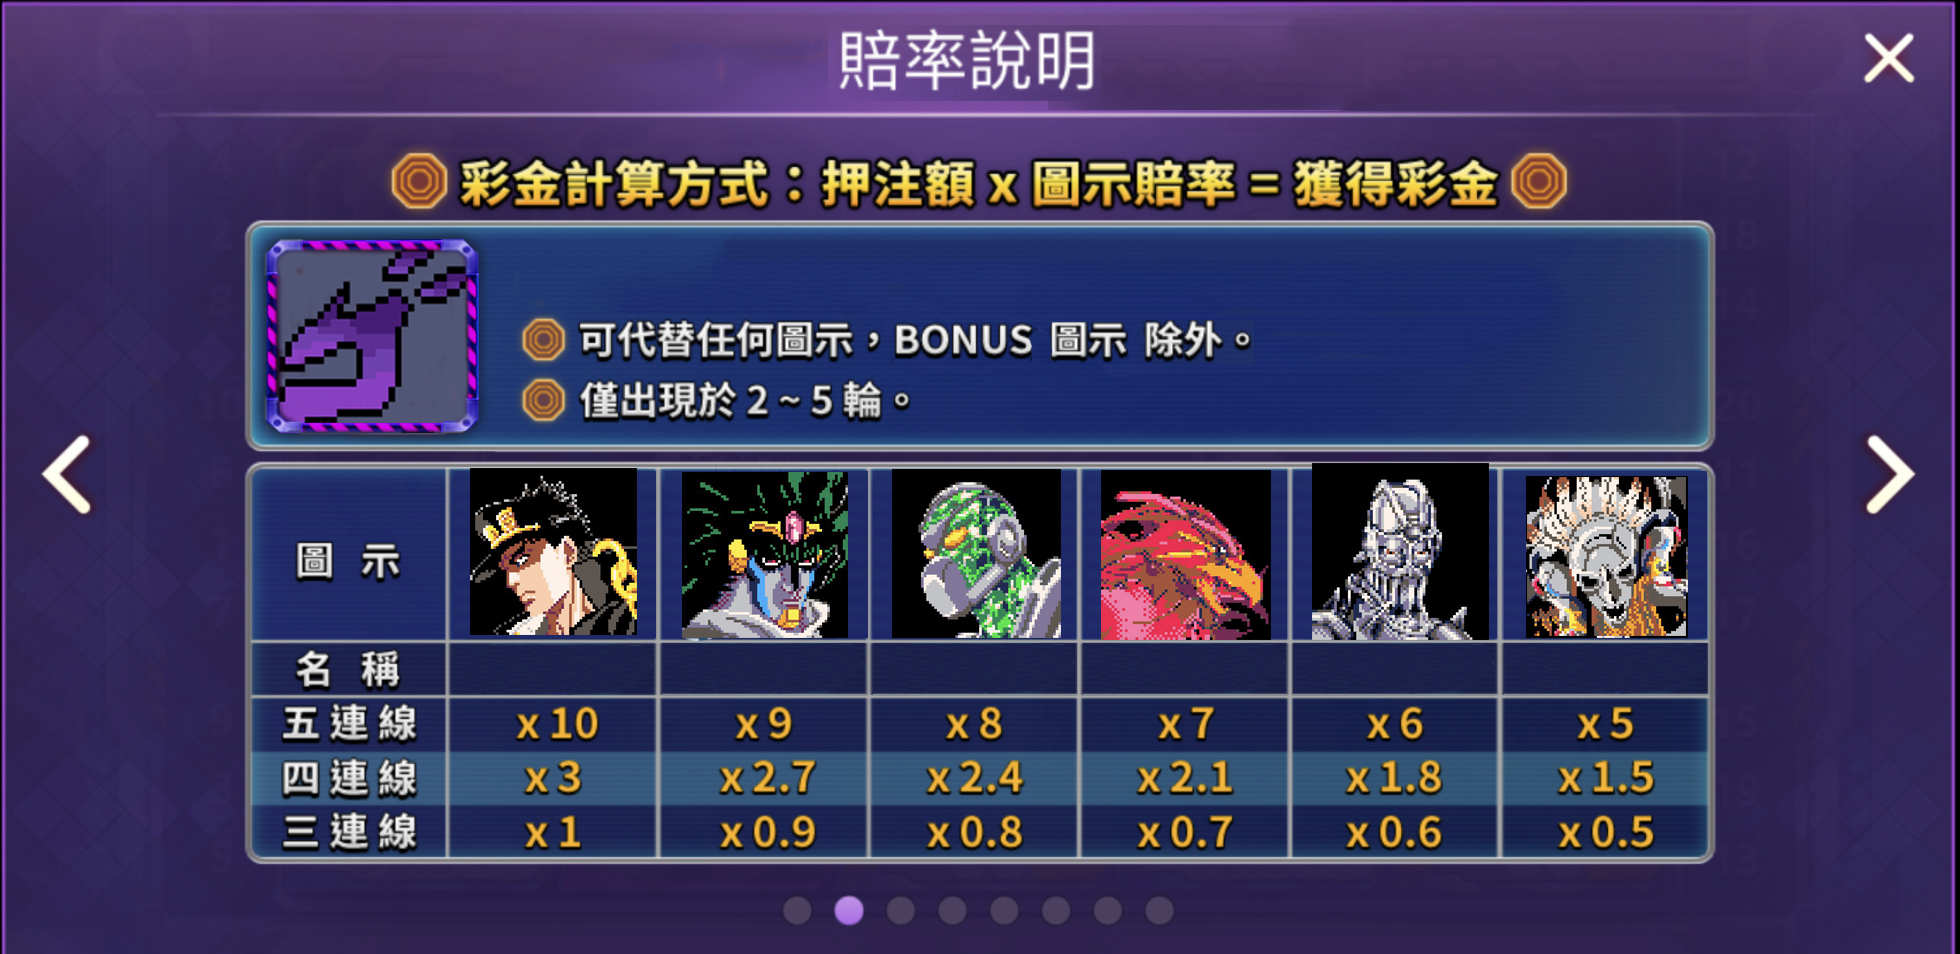 賠率說明
彩金計算方式：押注額 x 圖示賠率 = 獲得彩金
可代替任何圖示，BONUS 圖示 除外。
僅出現於 2 ~ 5 輪。
圖 示
名 稱
五連線 x 10 x 9 x 8 x 7 x 6 x 5
四連線 x 3 x 2.7 x 2.4 x 2.1 x 1.8 x 1.5
三連線 x 1 x 0.9 x 0.8 x 0.7 x 0.6 x 0.5